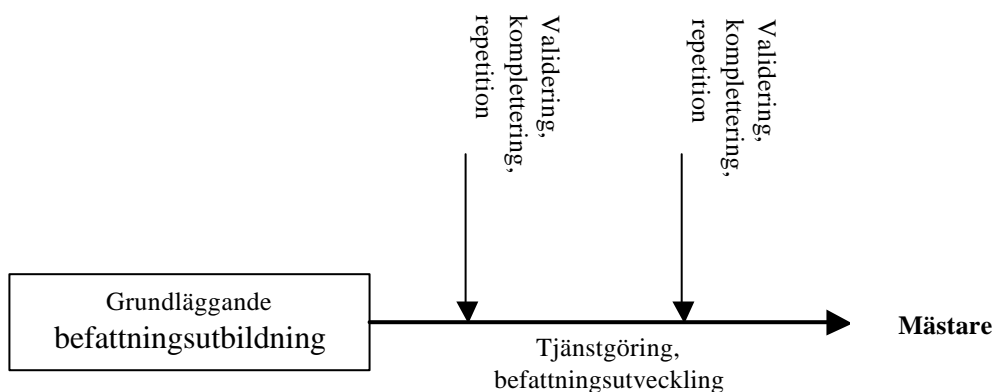 Validering,
komplettering,
repetition
Validering,
komplettering,
repetition
Grundläggande
befattningsutbildning
Tjänstgöring,
befattningsutveckling
Mästare